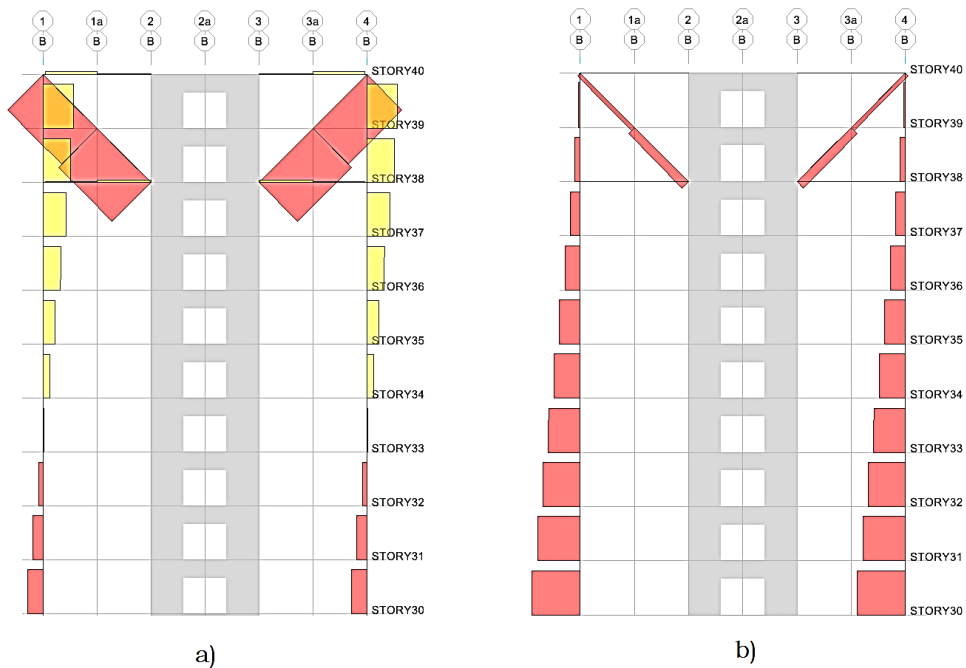 1 1a 2 2a 3 3a 4
B B B B B B B
STORY40
STORY39
STORY38
STORY37
STORY36
STORY35
STORY34
STORY33
STORY32
STORY31
STORY30
a)
1 1a 2 2a 3 3a 4
B B B B B B B
STORY40
STORY39
STORY38
STORY37
STORY36
STORY35
STORY34
STORY33
STORY32
STORY31
STORY30
b)